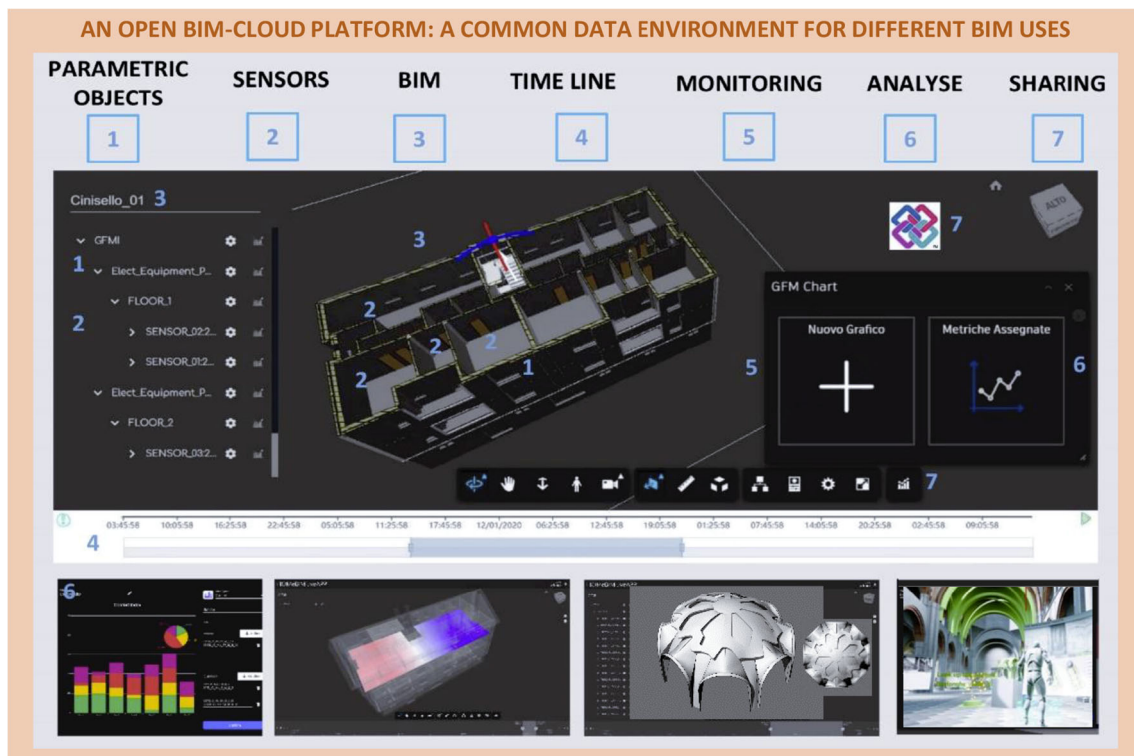 AN OPEN BIM-CLOUD PLATFORM: A COMMON DATA ENVIRONMENT FOR DIFFERENT BIM USES
PARAMETRIC OBJECTS
SENSORS
BIM
TIME LINE
MONITORING
ANALYSE
SHARING
1
2
3
4
5
6
7
Cinisello_01 3
GFMI
1 Elect_Equipment_P...
FLOOR_1
2
SENSOR_02:2...
SENSOR_01:2...
Elect_Equipment_P...
FLOOR_2
SENSOR_03:2...
3
2
2
2
2
1
7
ALTO
GFM Chart
Nuovo Grafico
Metriche Assegnate
5
6
7
03:45:58 10:05:58 16:25:58 22:45:58 05:05:58 11:25:58 17:45:58 12/01/2020 06:25:58 12:45:58 19:05:58 01:25:58 07:45:58 14:05:58 20:25:58 02:45:58 09:05:58
4
6